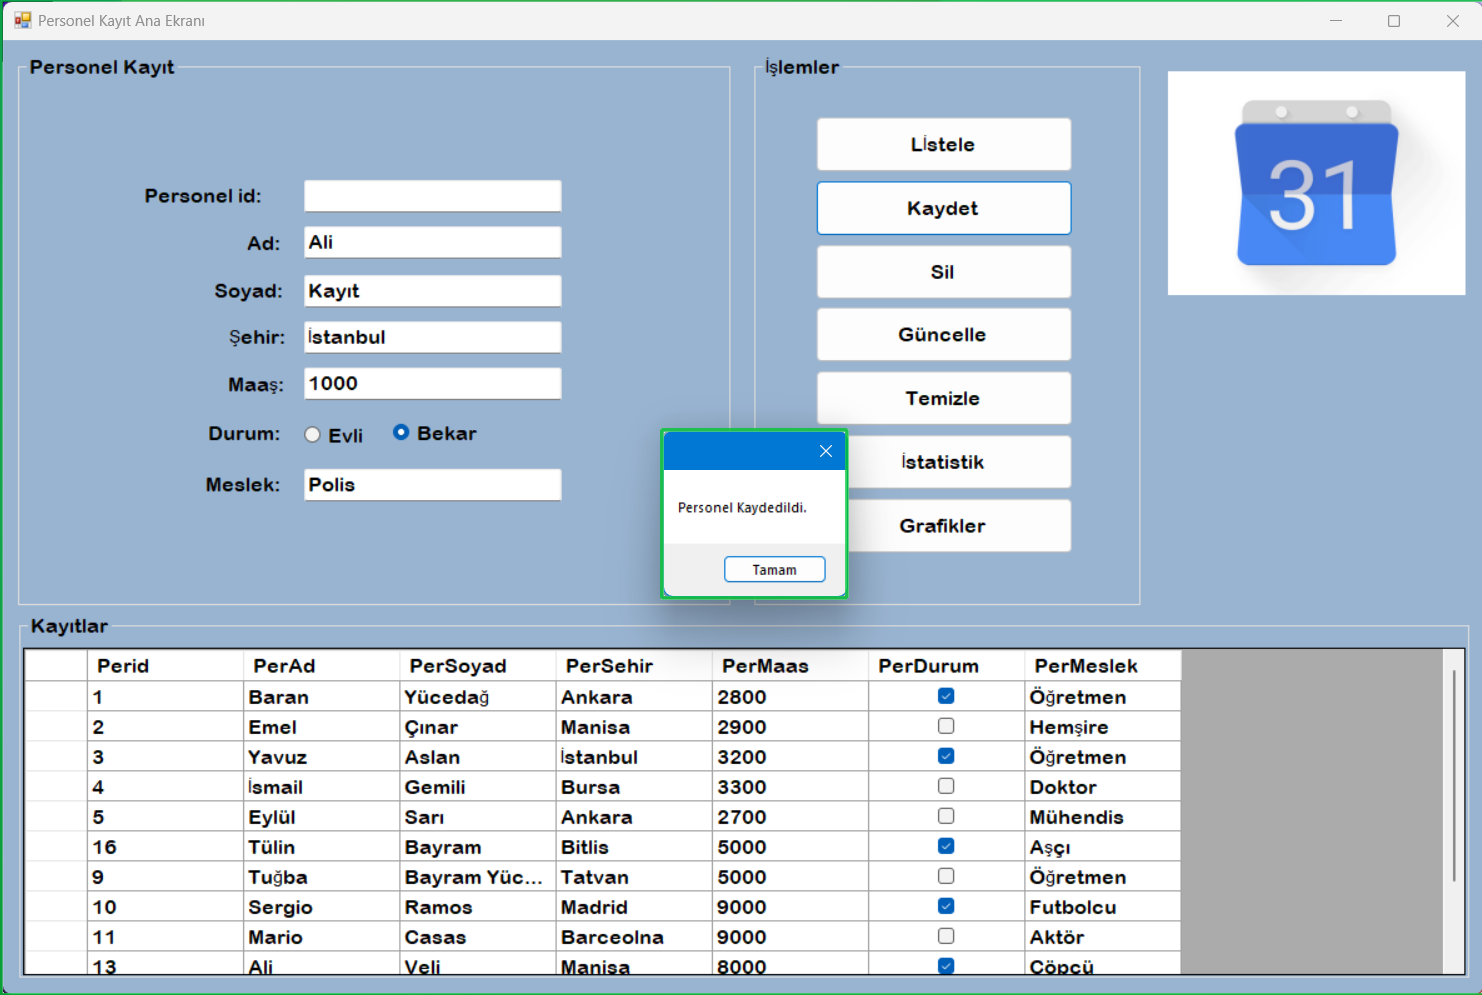 Personel Kayıt Ana Ekranı
Personel Kayıt
Personel id:
Ad: Ali
Soyad: Kayıt
Şehir: İstanbul
Maaş: 1000
Durum: Evli Bekar
Meslek: Polis
İşlemler
Listele
Kaydet
Sil
Güncelle
Temizle
İstatistik
Grafikler
31
Personel Kaydedildi.
Tamam
Kayıtlar
Perid PerAd PerSoyad PerSehir PerMaas PerDurum PerMeslek
1 Baran Yücedağ Ankara 2800 Öğretmen
2 Emel Çınar Manisa 2900 Hemşire
3 Yavuz Aslan İstanbul 3200 Öğretmen
4 İsmail Gemili Bursa 3300 Doktor
5 Eylül Sarı Ankara 2700 Mühendis
16 Tülin Bayram Bitlis 5000 Aşçı
9 Tuğba Bayram Yüc... Tatvan 5000 Öğretmen
10 Sergio Ramos Madrid 9000 Futbolcu
11 Mario Casas Barceolna 9000 Aktör
13 Ali Veli Manisa 8000 Çöpçü